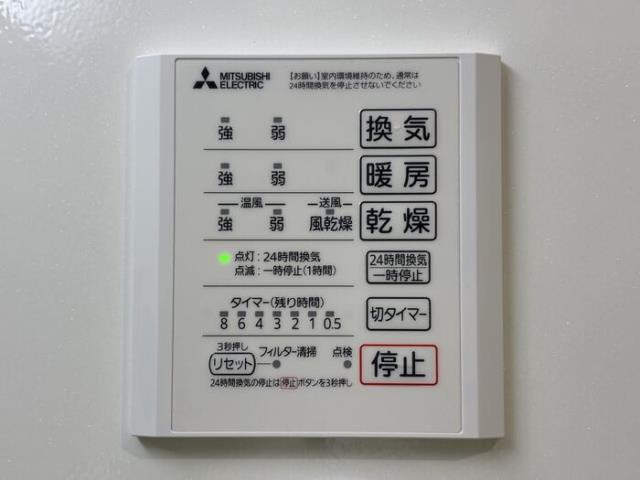 MITSUBISHI ELECTRIC
【お願い】室内環境維持のため、通常は
24時間換気を停止させないでください
強 弱 換気
強 弱 暖房
温風 送風
強 弱 風乾燥 乾燥
点灯：24時間換気
点滅：一時停止(1時間)
24時間換気
一時停止
タイマー(残り時間)
8 6 4 3 2 1 0.5
切タイマー
3秒押し
リセット フィルター清掃 点検
停止
24時間換気の停止は停止ボタンを3秒押し